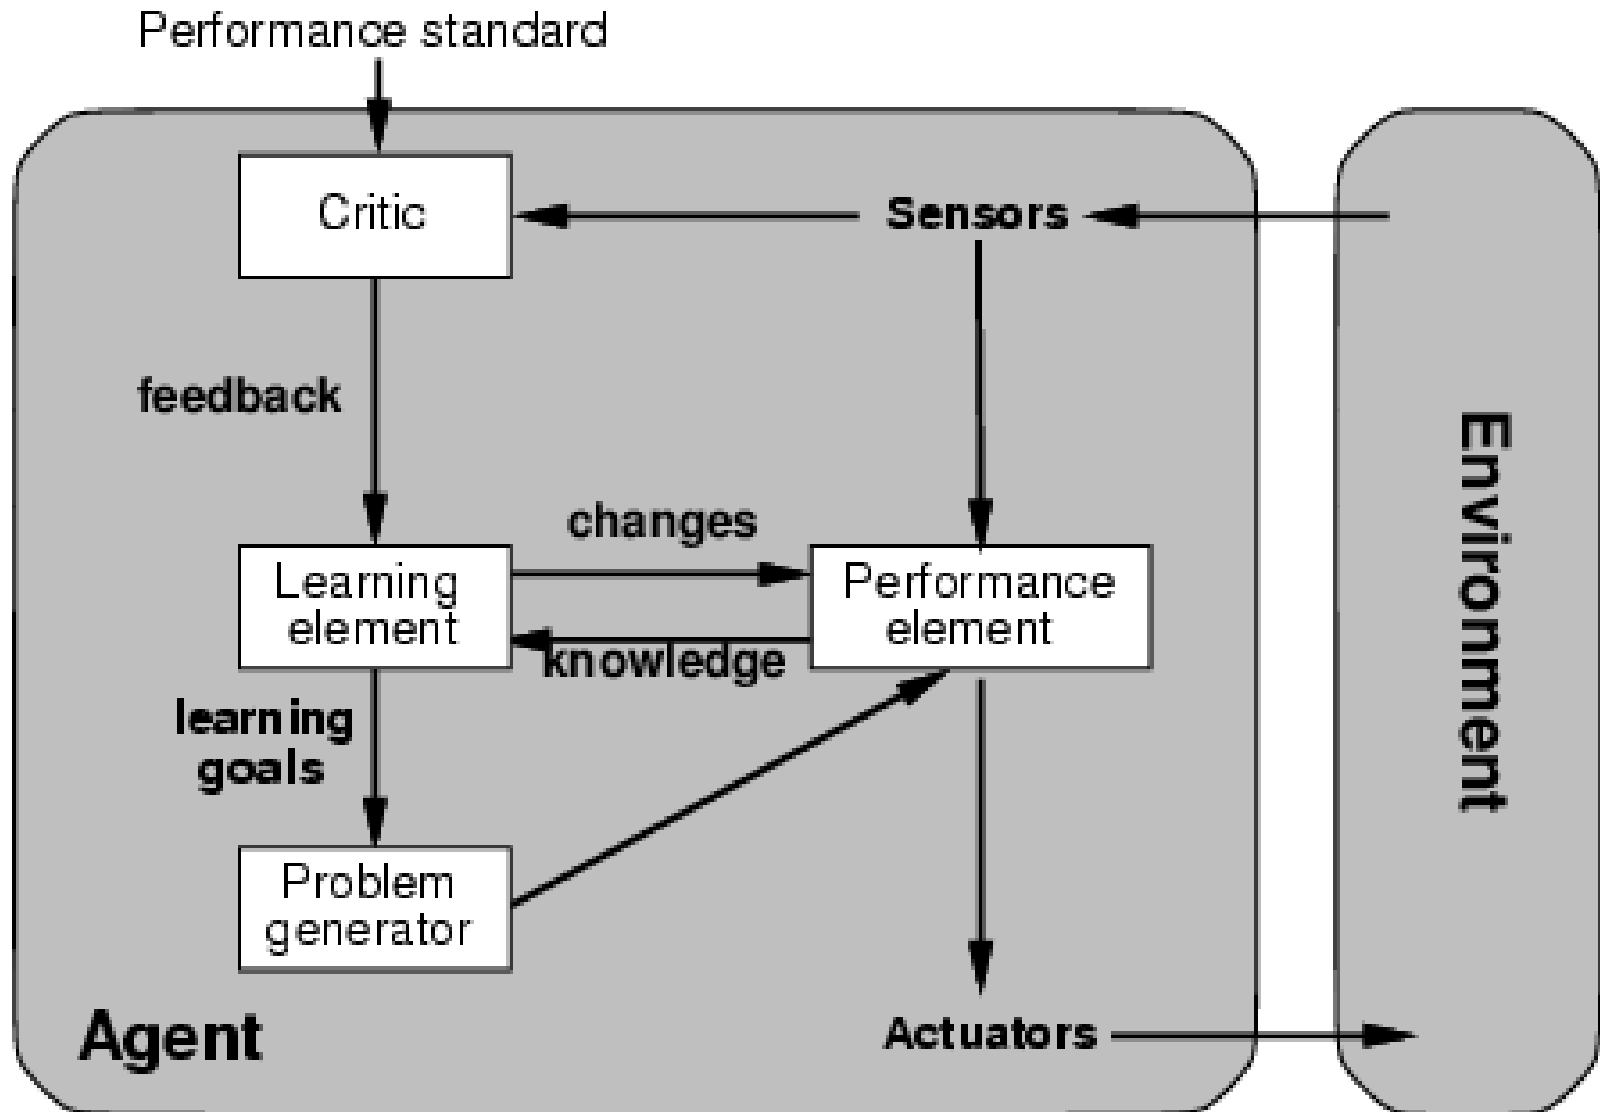 Performance standard
Critic
Sensors
feedback
changes
Learning
element
Performance
element
knowledge
learning
goals
Problem
generator
Agent
Actuators
Environment